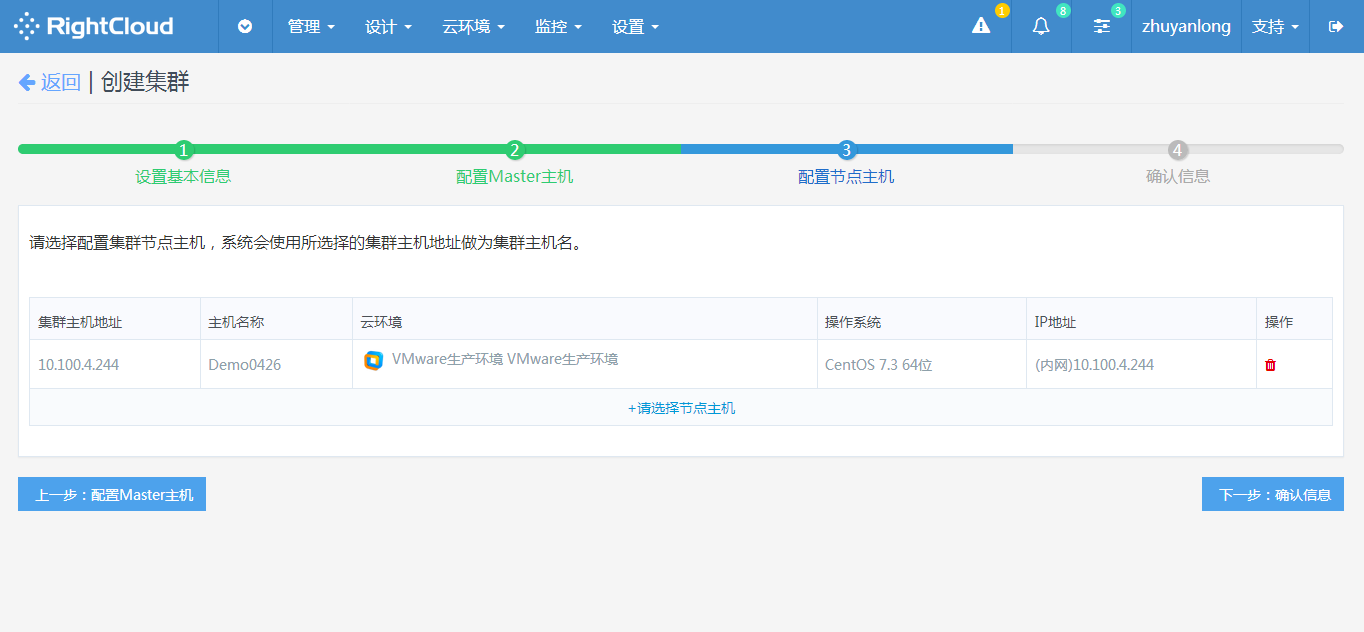 RightCloud 管理 设计 云环境 监控 设置 1 8 3 zhuyanlong 支持
返回 | 创建集群
1 2 3 4
设置基本信息 配置Master主机 配置节点主机 确认信息
请选择配置集群节点主机，系统会使用所选择的集群主机地址做为集群主机名。
集群主机地址 主机名称 云环境 操作系统 IP地址 操作
10.100.4.244 Demo0426 VMware生产环境 VMware生产环境 CentOS 7.3 64位 (内网)10.100.4.244
+请选择节点主机
上一步：配置Master主机 下一步：确认信息